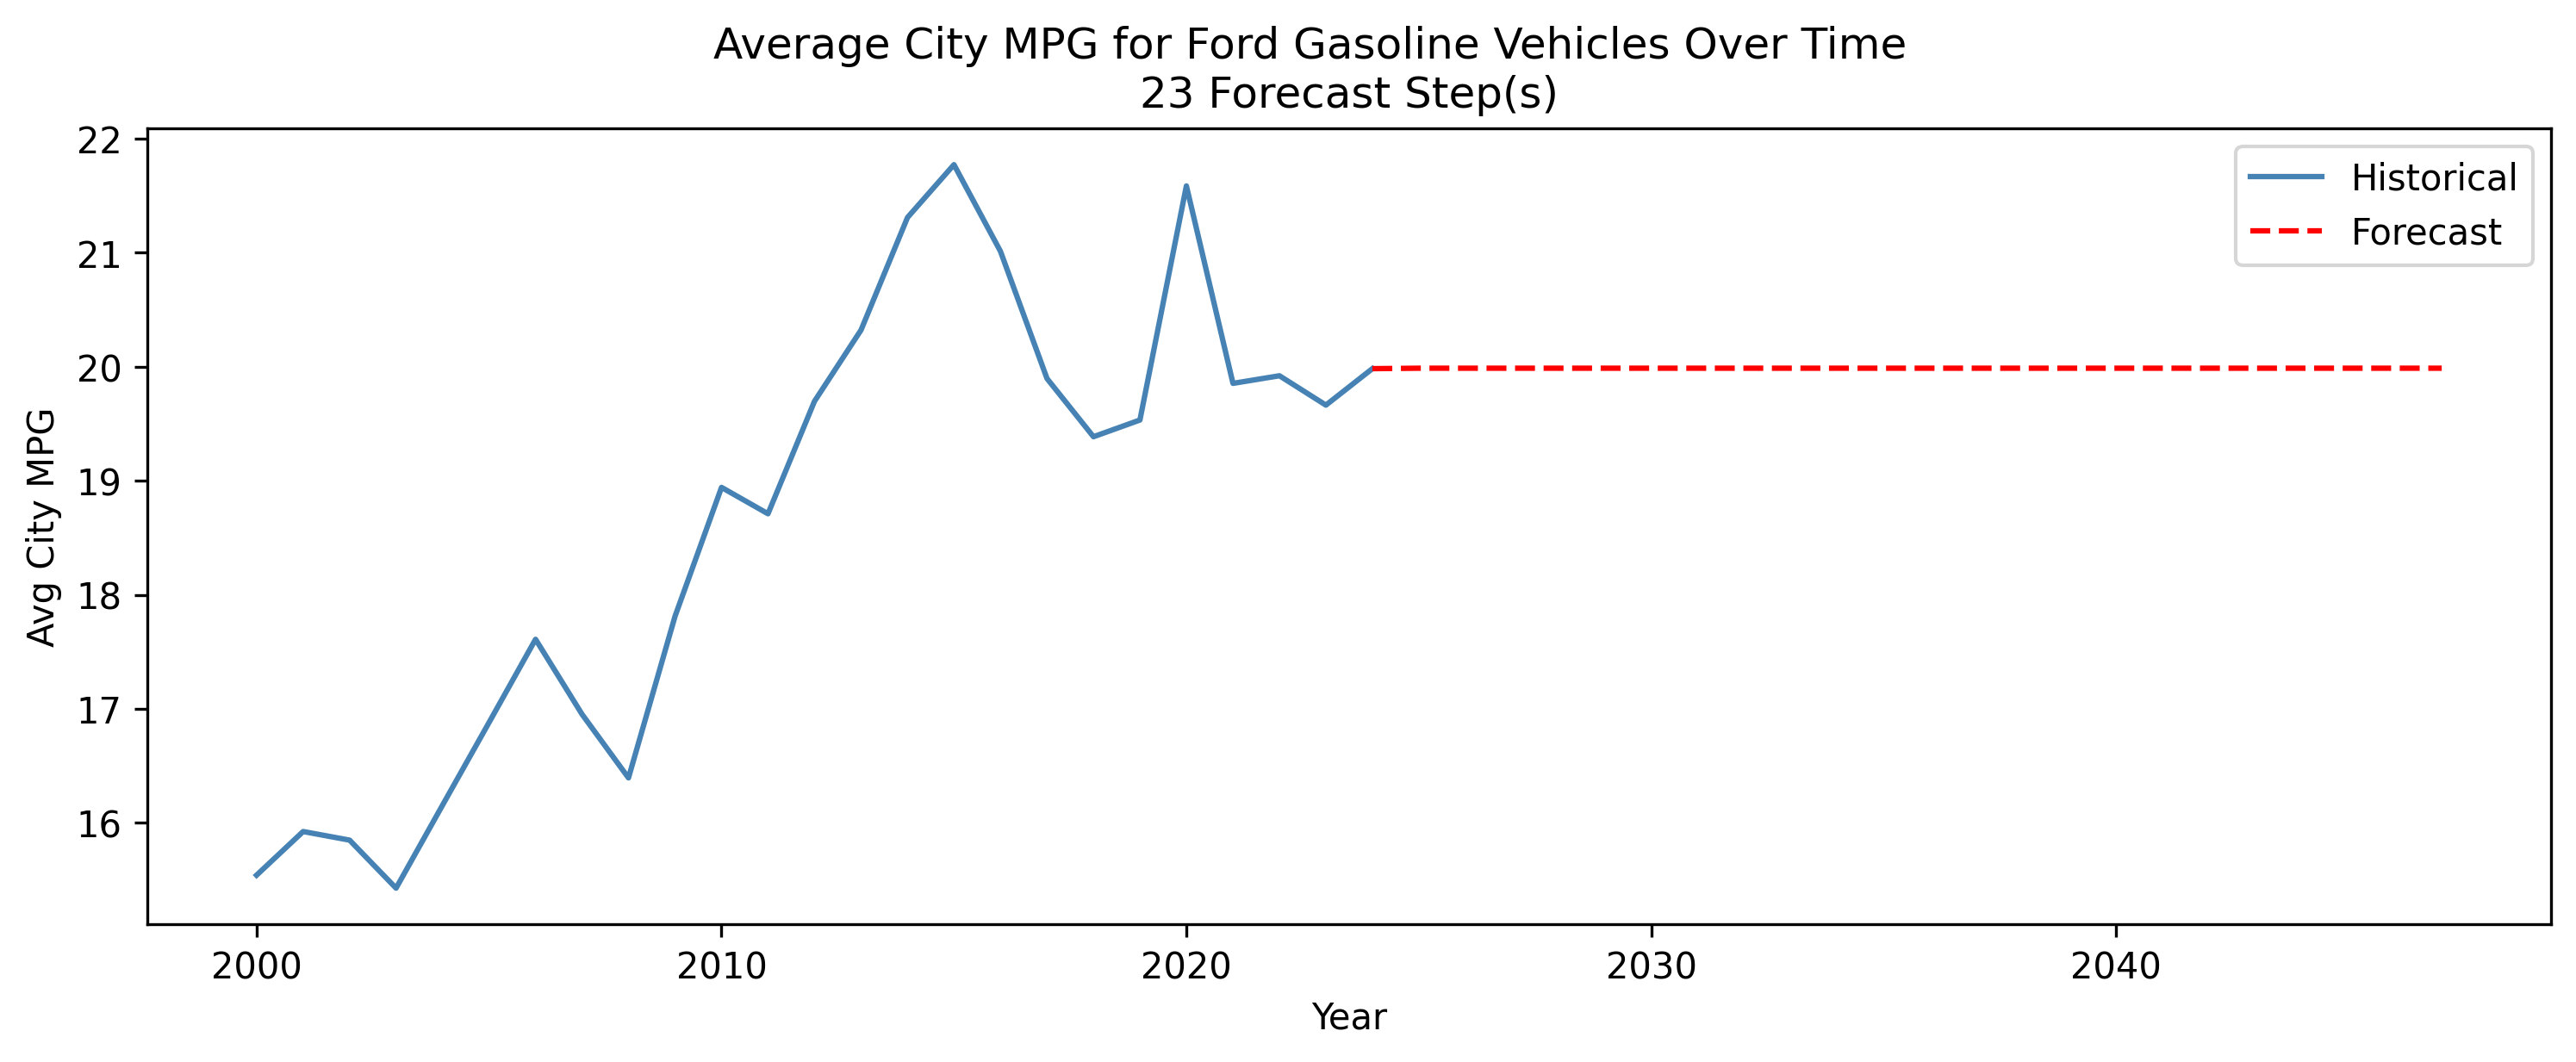 Average City MPG for Ford Gasoline Vehicles Over Time
23 Forecast Step(s)
22
21
20
19
18
17
16
Avg City MPG
Historical
Forecast
2000
2010
2020
2030
2040
Year